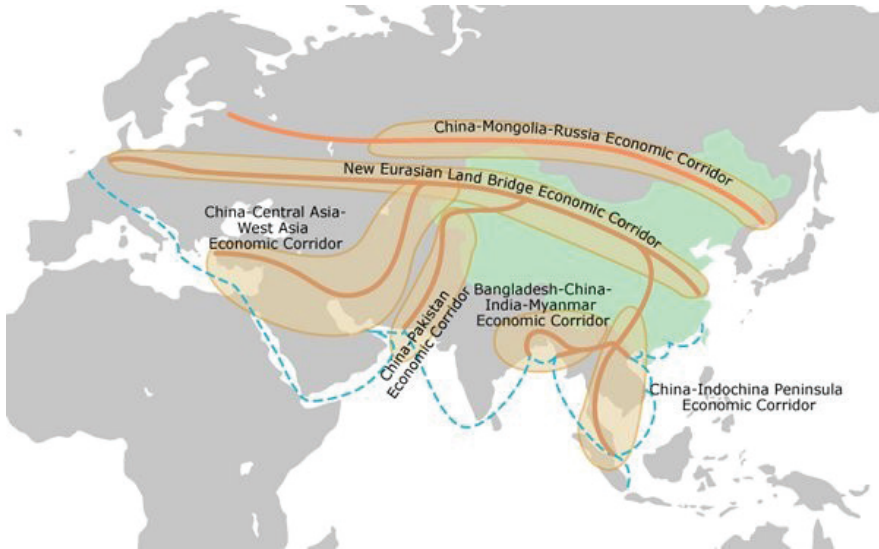 China-Mongolia-Russia Economic Corridor
New Eurasian Land Bridge Economic Corridor
China-Central Asia-
West Asia
Economic Corridor
China-Pakistan
Economic Corridor
Bangladesh-China-
India-Myanmar
Economic Corridor
China-Indochina Peninsula
Economic Corridor